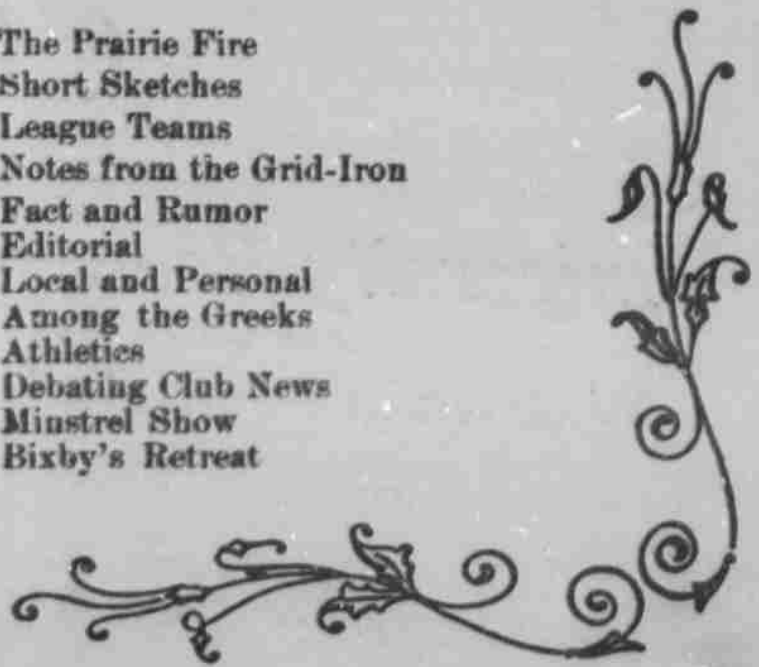 The Prairie Fire
Short Sketches
League Teams
Notes from the Grid-Iron
Fact and Rumor
Editorial
Local and Personal
Among the Greeks
Athletics
Debating Club News
Minstrel Show
Bixby's Retreat